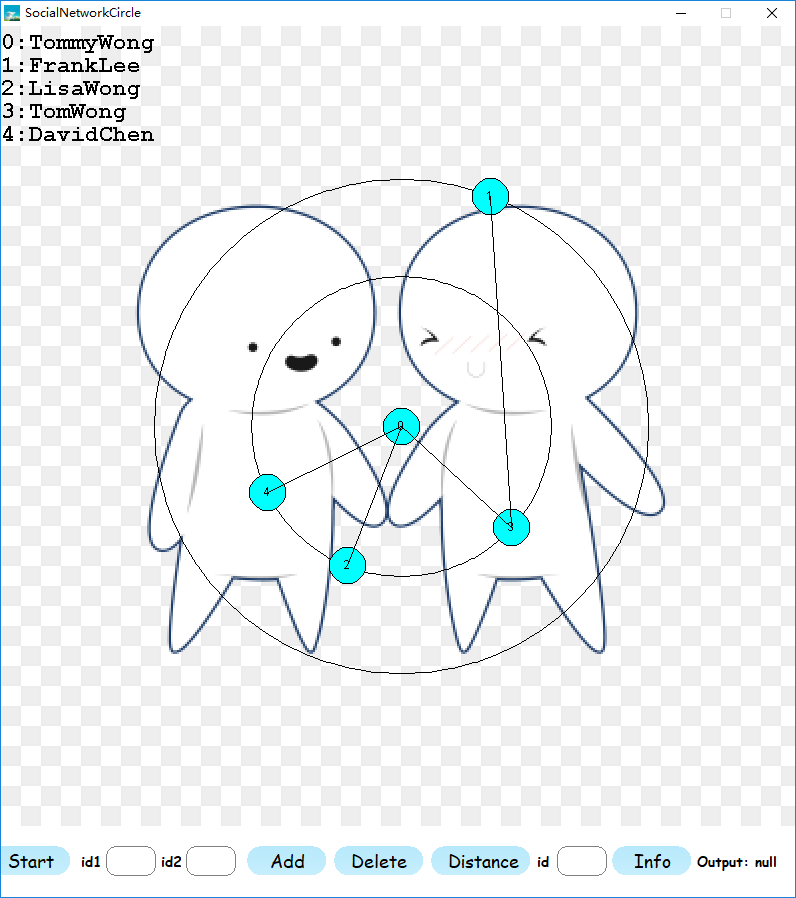 SocialNetworkCircle
0:TommyWong
1:FrankLee
2:LisaWong
3:TomWong
4:DavidChen
1
0
4
3
2
Start id1 id2 Add Delete Distance id Info Output: null